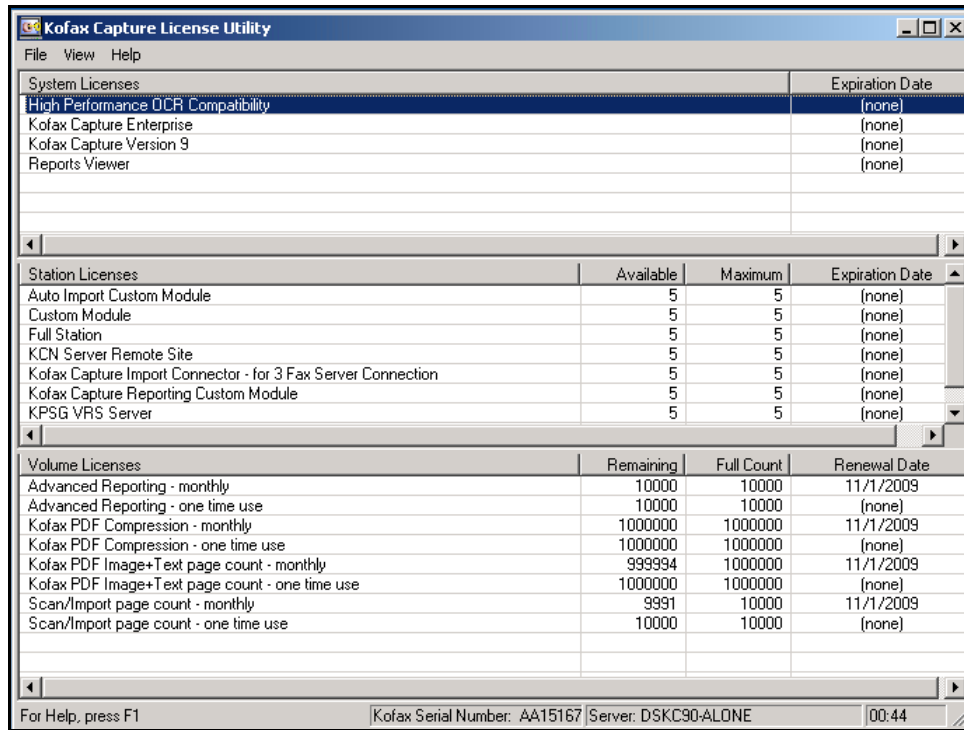 Kofax Capture License Utility
File View Help
System Licenses Expiration Date
High Performance OCR Compatibility (none)
Kofax Capture Enterprise (none)
Kofax Capture Version 9 (none)
Reports Viewer (none)
Station Licenses Available Maximum Expiration Date
Auto Import Custom Module 5 5 (none)
Custom Module 5 5 (none)
Full Station 5 5 (none)
KCN Server Remote Site 5 5 (none)
Kofax Capture Import Connector - for 3 Fax Server Connection 5 5 (none)
Kofax Capture Reporting Custom Module 5 5 (none)
KPSG VRS Server 5 5 (none)
Volume Licenses Remaining Full Count Renewal Date
Advanced Reporting - monthly 10000 10000 11/1/2009
Advanced Reporting - one time use 10000 10000 (none)
Kofax PDF Compression - monthly 1000000 1000000 11/1/2009
Kofax PDF Compression - one time use 1000000 1000000 (none)
Kofax PDF Image+Text page count - monthly 999994 1000000 11/1/2009
Kofax PDF Image+Text page count - one time use 1000000 1000000 (none)
Scan/Import page count - monthly 9991 10000 11/1/2009
Scan/Import page count - one time use 10000 10000 (none)
For Help, press F1 Kofax Serial Number: AA15167 Server: DSKC90-ALONE 00:44